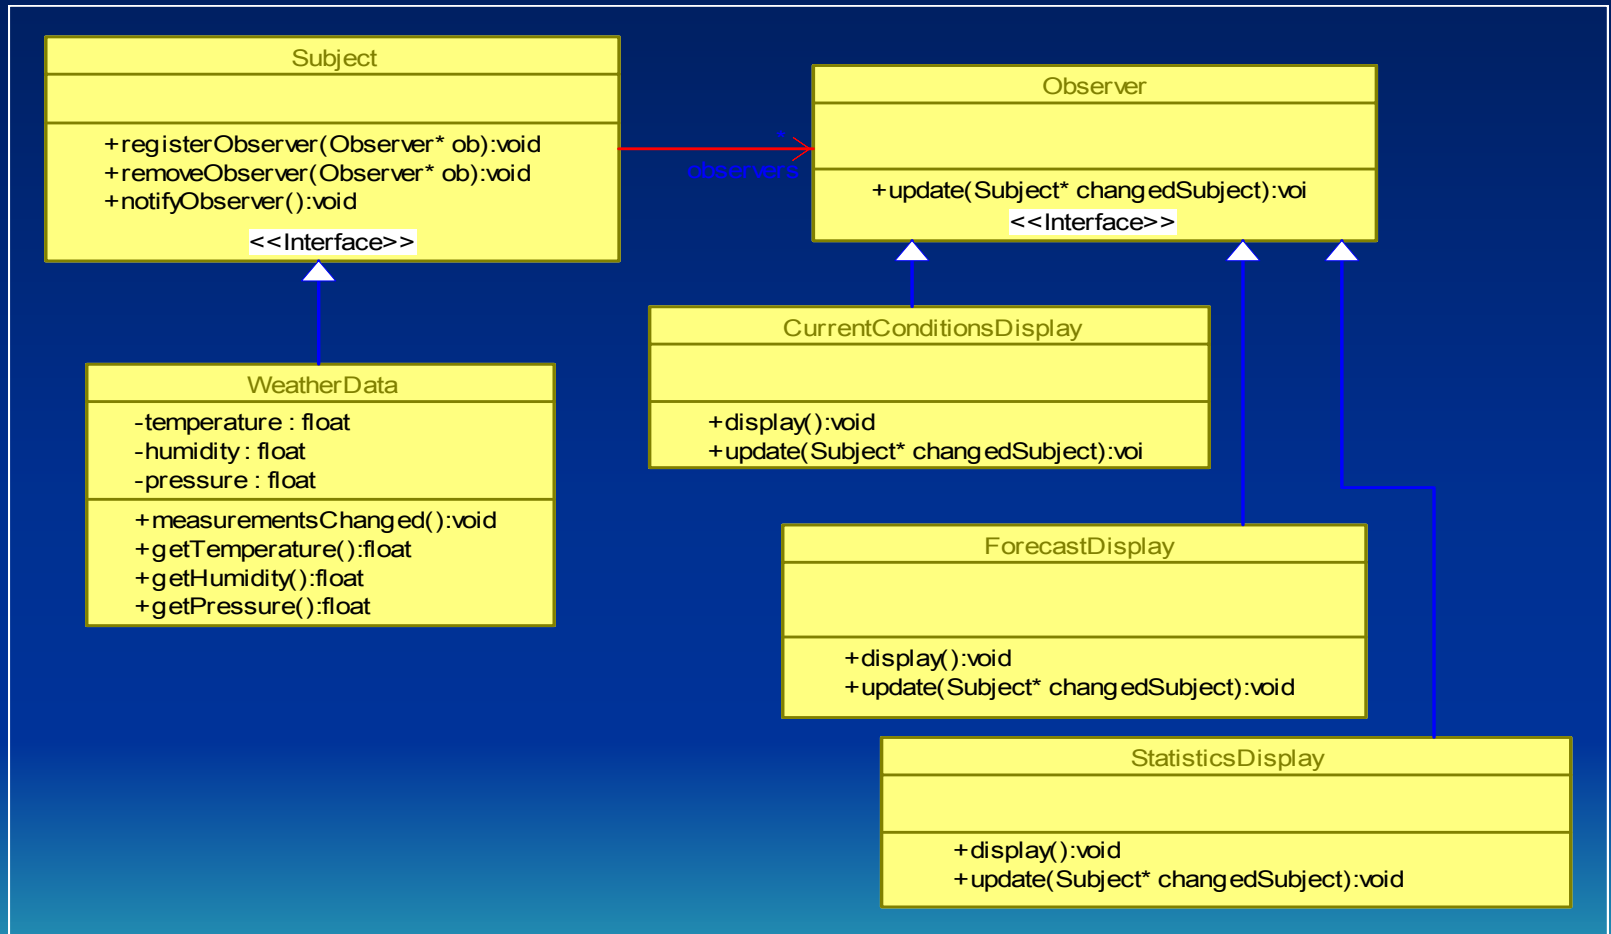 Subject
+registerObserver(Observer* ob):void
+removeObserver(Observer* ob):void
+notifyObserver():void
<<Interface>>
*
observers
Observer
+update(Subject* changedSubject):voi
<<Interface>>
WeatherData
-temperature : float
-humidity : float
-pressure : float
+measurementsChanged():void
+getTemperature():float
+getHumidity():float
+getPressure():float
CurrentConditionsDisplay
+display():void
+update(Subject* changedSubject):voi
ForecastDisplay
+display():void
+update(Subject* changedSubject):void
StatisticsDisplay
+display():void
+update(Subject* changedSubject):void